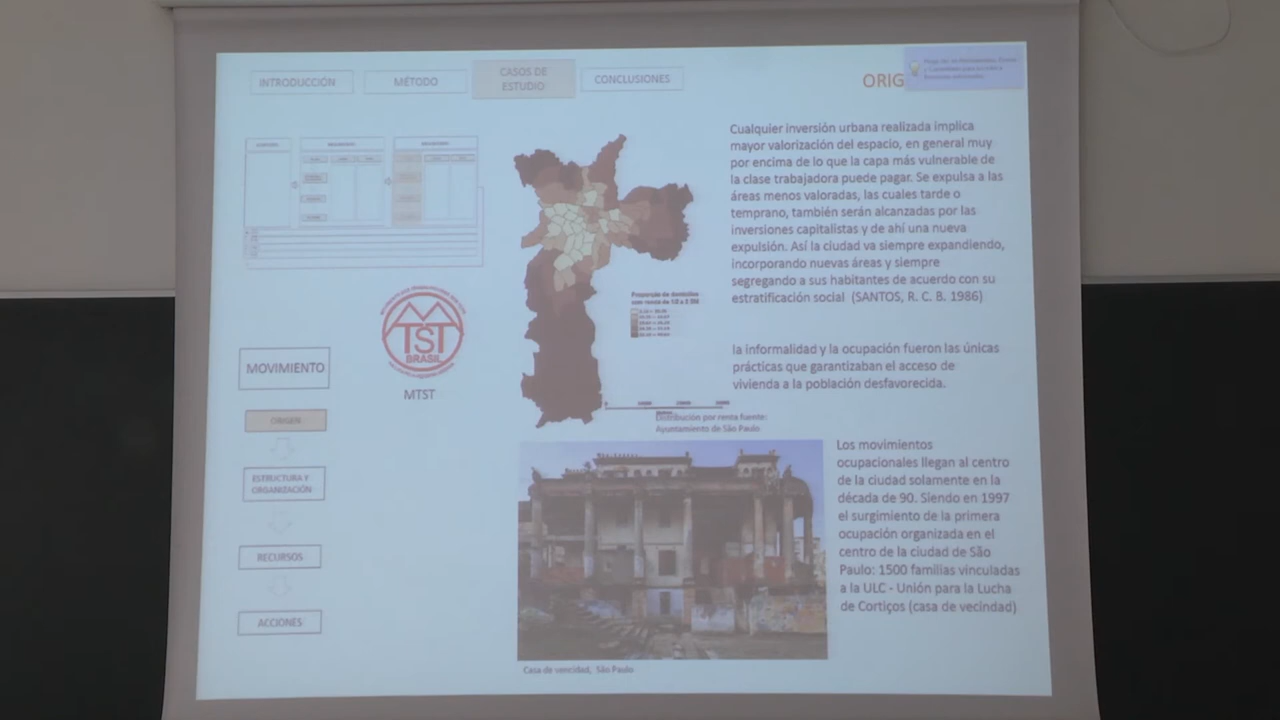 INTRODUCCIÓN
MÉTODO
CASOS DE
ESTUDIO
CONCLUSIONES
ORIG
Cualquier inversión urbana realizada implica
mayor valorización del espacio, en general muy
por encima de lo que la capa más vulnerable de
la clase trabajadora puede pagar. Se expulsa a las
áreas menos valoradas, las cuales tarde o
temprano, también serán alcanzadas por las
inversiones capitalistas y de ahí una nueva
expulsión. Así la ciudad va siempre expandiendo,
incorporando nuevas áreas y siempre
segregando a sus habitantes de acuerdo con su
estratificación social (SANTOS, R. C. B. 1986)
MTST
BRASIL
MTST
MOVIMIENTO
ORIGEN
ESTRUCTURA Y
ORGANIZACIÓN
RECURSOS
ACCIONES
la informalidad y la ocupación fueron las únicas
prácticas que garantizaban el acceso de
vivienda a la población desfavorecida.
Distribución por renta fuente:
Ayuntamiento de São Paulo
Los movimientos
ocupacionales llegan al centro
de la ciudad solamente en la
década de 90. Siendo en 1997
el surgimiento de la primera
ocupación organizada en el
centro de la ciudad de São
Paulo: 1500 familias vinculadas
a la ULC - Unión para la Lucha
de Cortiços (casa de vecindad)
Casa de vencidad, São Paulo